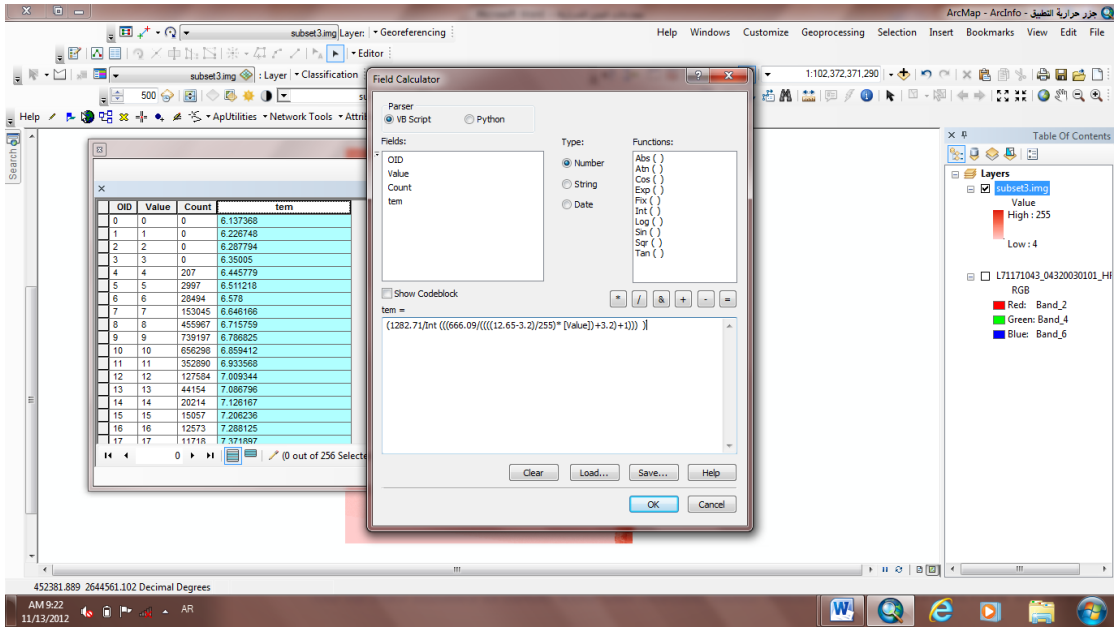 جزر حرارية التطبيق - ArcMap - ArcInfo
File Edit View Bookmarks Insert Selection Geoprocessing Customize Windows Help
Georeferencing Layer: subset3.img
Editor
Classification Layer : subset3.img
1:102,372,371,290
500
Help ApUtilities Network Tools
Search
OID Value Count tem
0 0 0 6.137368
1 1 0 6.226748
2 2 0 6.287794
3 3 0 6.35005
4 4 207 6.445779
5 5 2997 6.511218
6 6 28494 6.578
7 7 153045 6.646166
8 8 455967 6.715759
9 9 739197 6.786825
10 10 656298 6.859412
11 11 352890 6.933568
12 12 127584 7.009344
13 13 44154 7.086796
14 14 20214 7.126167
15 15 15057 7.206236
16 16 12573 7.288125
17 17 11718 7.371897
0
(0 out of 256 Selecte
Field Calculator
Parser
VB Script Python
Fields:
OID
Value
Count
tem
Type:
Number
String
Date
Functions:
Abs ( )
Atn ( )
Cos ( )
Exp ( )
Fix ( )
Int ( )
Log ( )
Sin ( )
Sqr ( )
Tan ( )
Show Codeblock
* / & + - =
tem =
(1282.71/Int (((666.09/((((12.65-3.2)/255)* [Value])+3.2)+1))) )
Clear Load... Save... Help
OK Cancel
Table Of Contents
Layers
subset3.img
Value
High : 255
Low : 4
L71171043_04320030101_HF
RGB
Red: Band_2
Green: Band_4
Blue: Band_6
452381.889 2644561.102 Decimal Degrees
AM 9:22
11/13/2012
AR